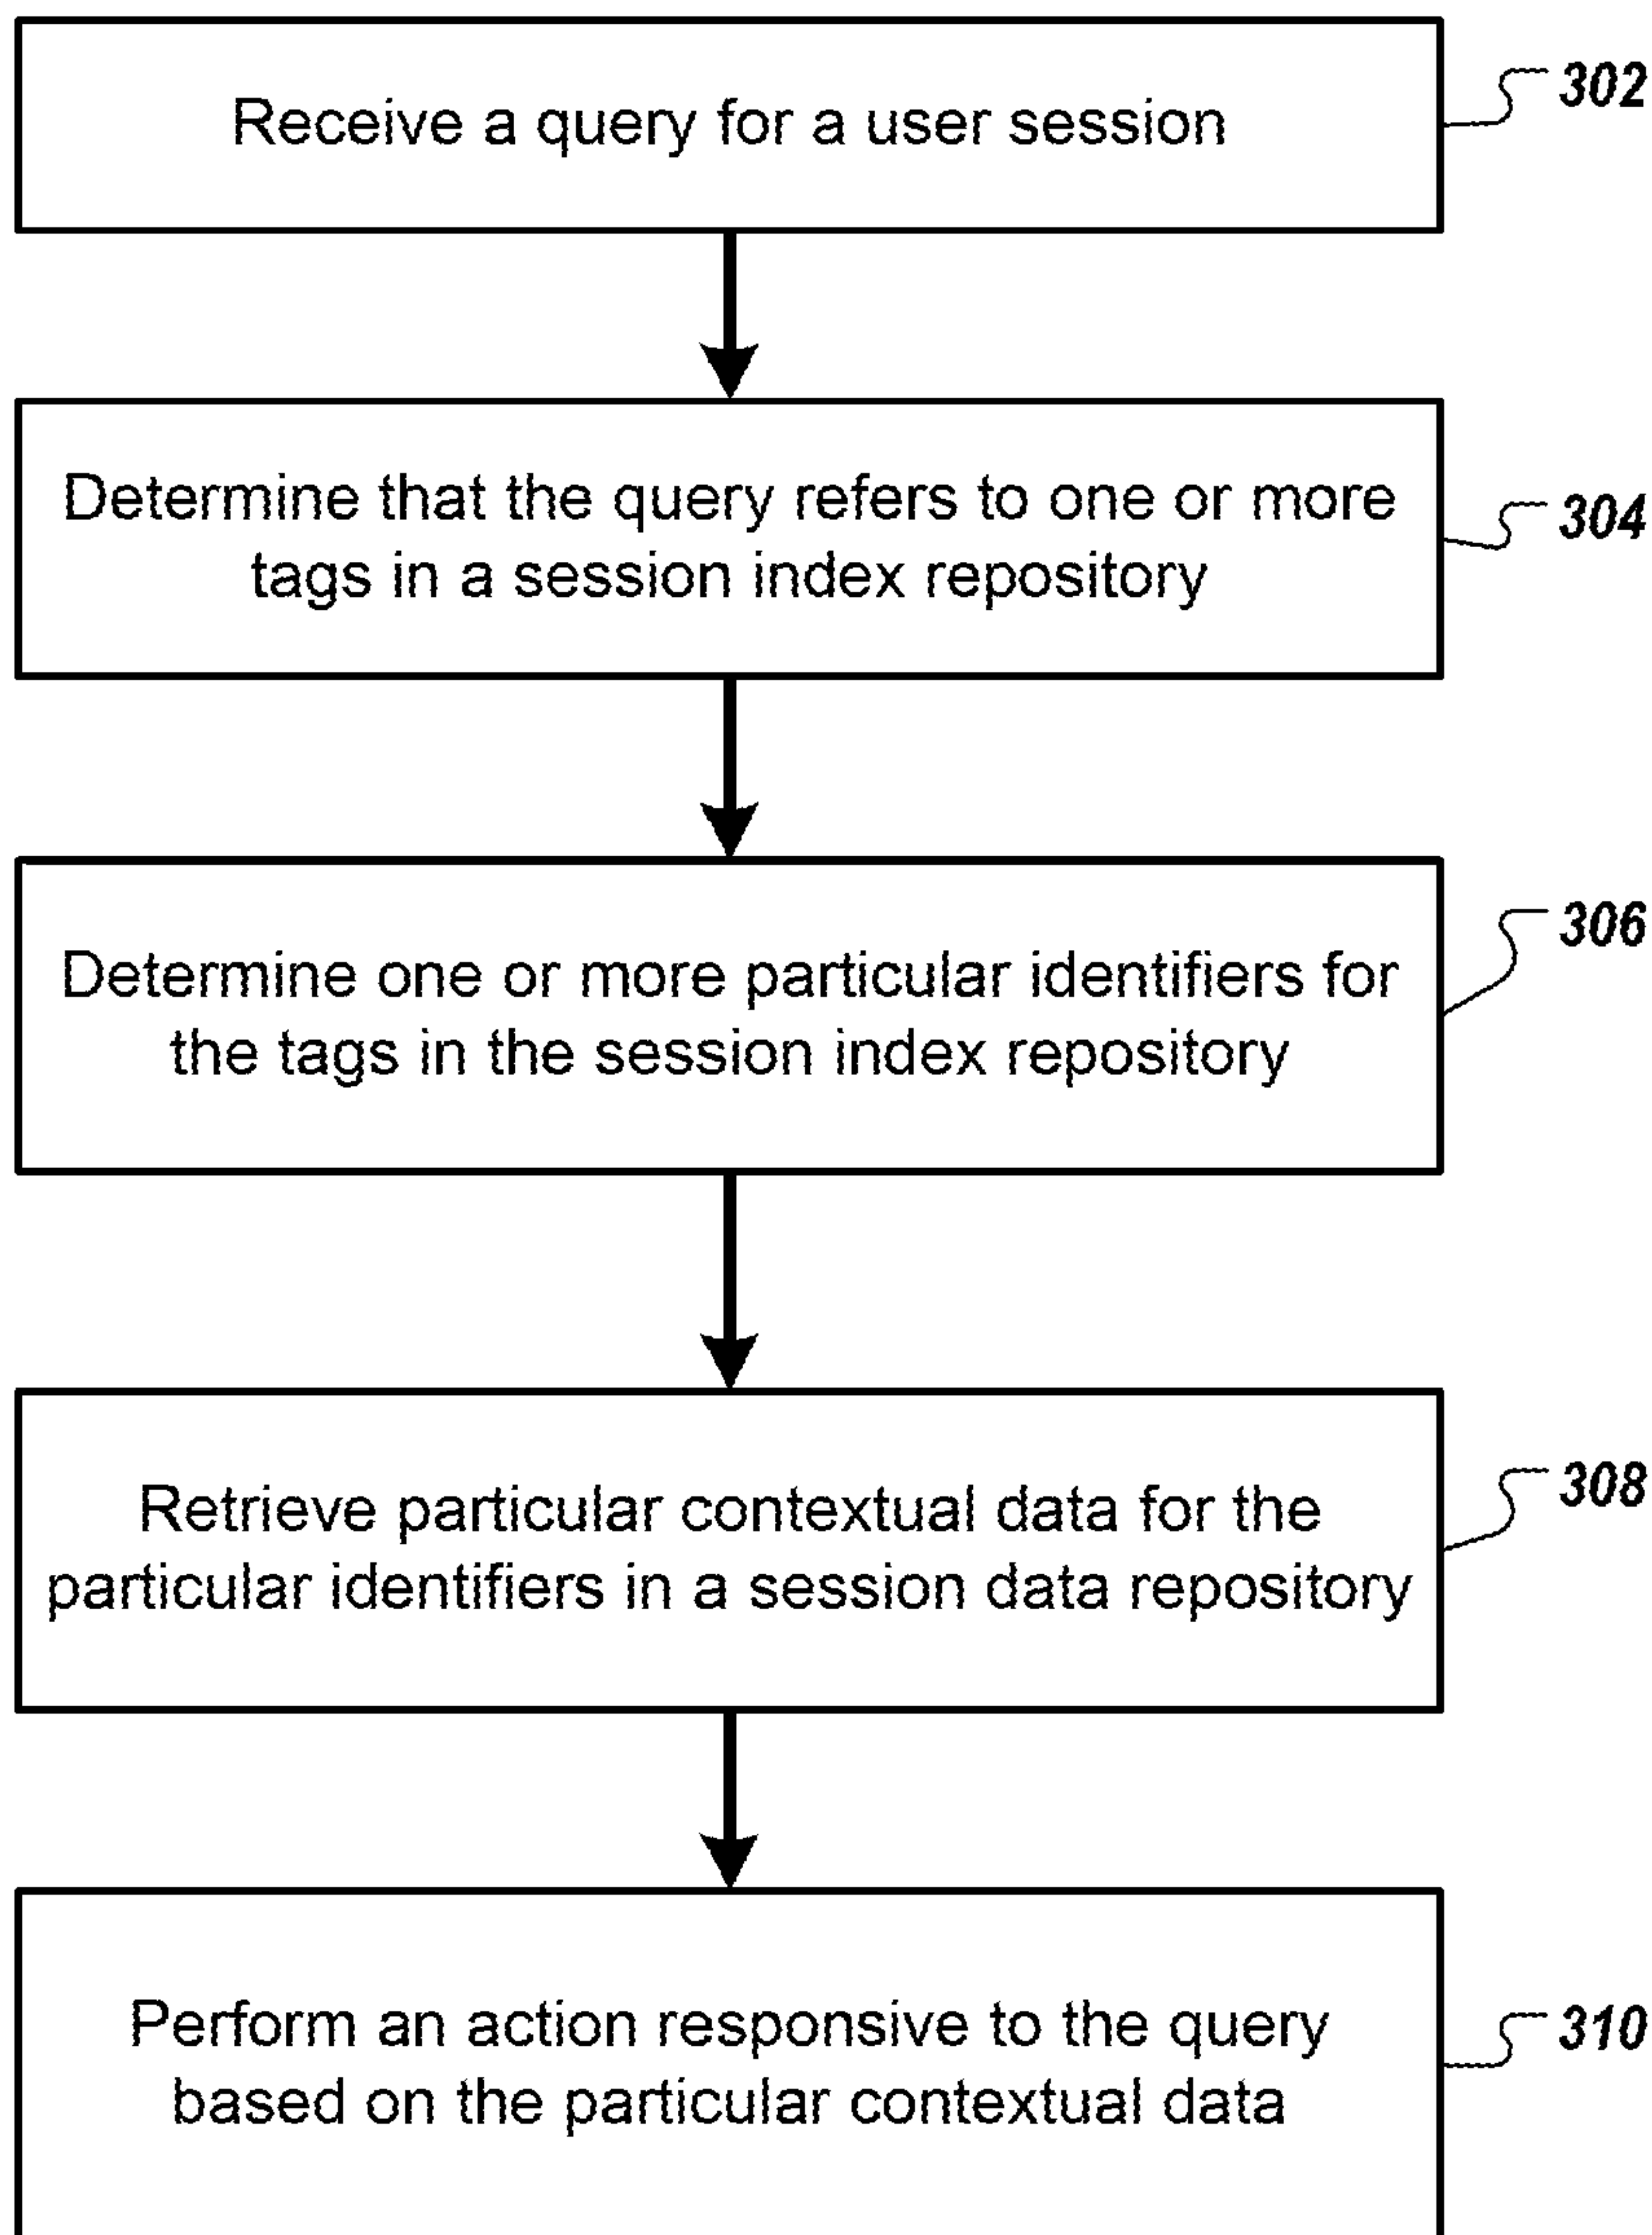 Receive a query for a user session
302
Determine that the query refers to one or more
tags in a session index repository
304
Determine one or more particular identifiers for
the tags in the session index repository
306
Retrieve particular contextual data for the
particular identifiers in a session data repository
308
Perform an action responsive to the query
based on the particular contextual data
310